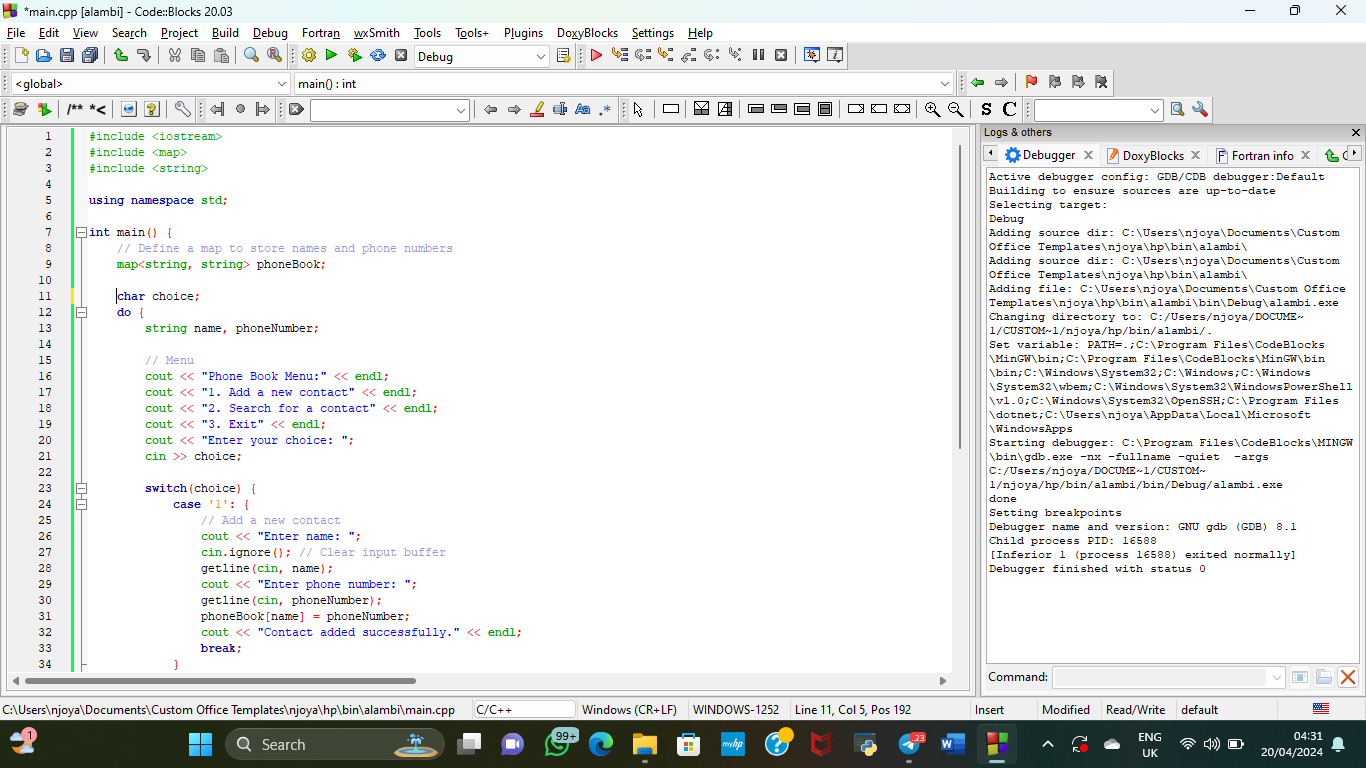 *main.cpp [alambi] - Code::Blocks 20.03
File Edit View Search Project Build Debug Fortran wxSmith Tools Tools+ Plugins DoxyBlocks Settings Help
Debug
<global>
main() : int
/** *<
Aa .*
S C
Logs & others
Debugger DoxyBlocks Fortran info
1 #include <iostream>
2 #include <map>
3 #include <string>
4
5 using namespace std;
6
7 int main() {
8 // Define a map to store names and phone numbers
9 map<string, string> phoneBook;
10
11 char choice;
12 do {
13 string name, phoneNumber;
14
15 // Menu
16 cout << "Phone Book Menu:" << endl;
17 cout << "1. Add a new contact" << endl;
18 cout << "2. Search for a contact" << endl;
19 cout << "3. Exit" << endl;
20 cout << "Enter your choice: ";
21 cin >> choice;
22
23 switch(choice) {
24 case '1': {
25 // Add a new contact
26 cout << "Enter name: ";
27 cin.ignore(); // Clear input buffer
28 getline(cin, name);
29 cout << "Enter phone number: ";
30 getline(cin, phoneNumber);
31 phoneBook[name] = phoneNumber;
32 cout << "Contact added successfully." << endl;
33 break;
34 }
Active debugger config: GDB/CDB debugger:Default
Building to ensure sources are up-to-date
Selecting target:
Debug
Adding source dir: C:\Users\njoya\Documents\Custom
Office Templates\njoya\hp\bin\alambi\
Adding source dir: C:\Users\njoya\Documents\Custom
Office Templates\njoya\hp\bin\alambi\
Adding file: C:\Users\njoya\Documents\Custom Office
Templates\njoya\hp\bin\alambi\bin\Debug\alambi.exe
Changing directory to: C:/Users/njoya/DOCUME~
1/CUSTOM~1/njoya/hp/bin/alambi/.
Set variable: PATH=.;C:\Program Files\CodeBlocks
\MinGW\bin;C:\Program Files\CodeBlocks\MinGW\bin
\bin;C:\Windows\System32;C:\Windows;C:\Windows
\System32\wbem;C:\Windows\System32\WindowsPowerShell
\v1.0;C:\Windows\System32\OpenSSH;C:\Program Files
\dotnet;C:\Users\njoya\AppData\Local\Microsoft
\WindowsApps
Starting debugger: C:\Program Files\CodeBlocks\MINGW
\bin\gdb.exe -nx -fullname -quiet  -args
C:/Users/njoya/DOCUME~1/CUSTOM~
1/njoya/hp/bin/alambi/bin/Debug/alambi.exe
done
Setting breakpoints
Debugger name and version: GNU gdb (GDB) 8.1
Child process PID: 16588
[Inferior 1 (process 16588) exited normally]
Debugger finished with status 0
Command:
C:\Users\njoya\Documents\Custom Office Templates\njoya\hp\bin\alambi\main.cpp C/C++ Windows (CR+LF) WINDOWS-1252 Line 11, Col 5, Pos 192 Insert Modified Read/Write default
1 Search 99+ myhp 23 ENG 04:31
UK 20/04/2024